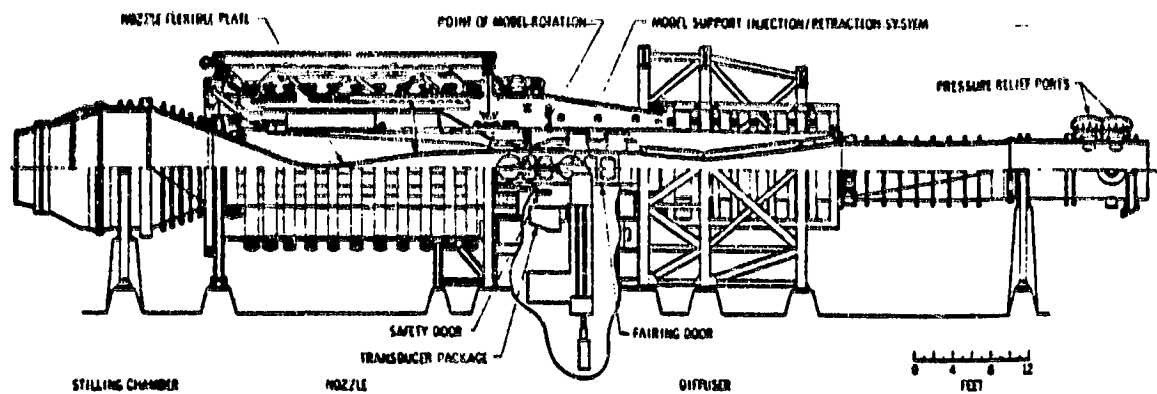 NOZZLE FLEXIBLE PLATE
POINT OF MODEL ROTATION
MODEL SUPPORT INJECTION/RETRACTION SYSTEM
PRESSURE RELIEF PORTS
SAFETY DOOR
FAIRING DOOR
TRANSDUCER PACKAGE
0 4 8 12
STILLING CHAMBER
NOZZLE
DIFFUSER
FEET